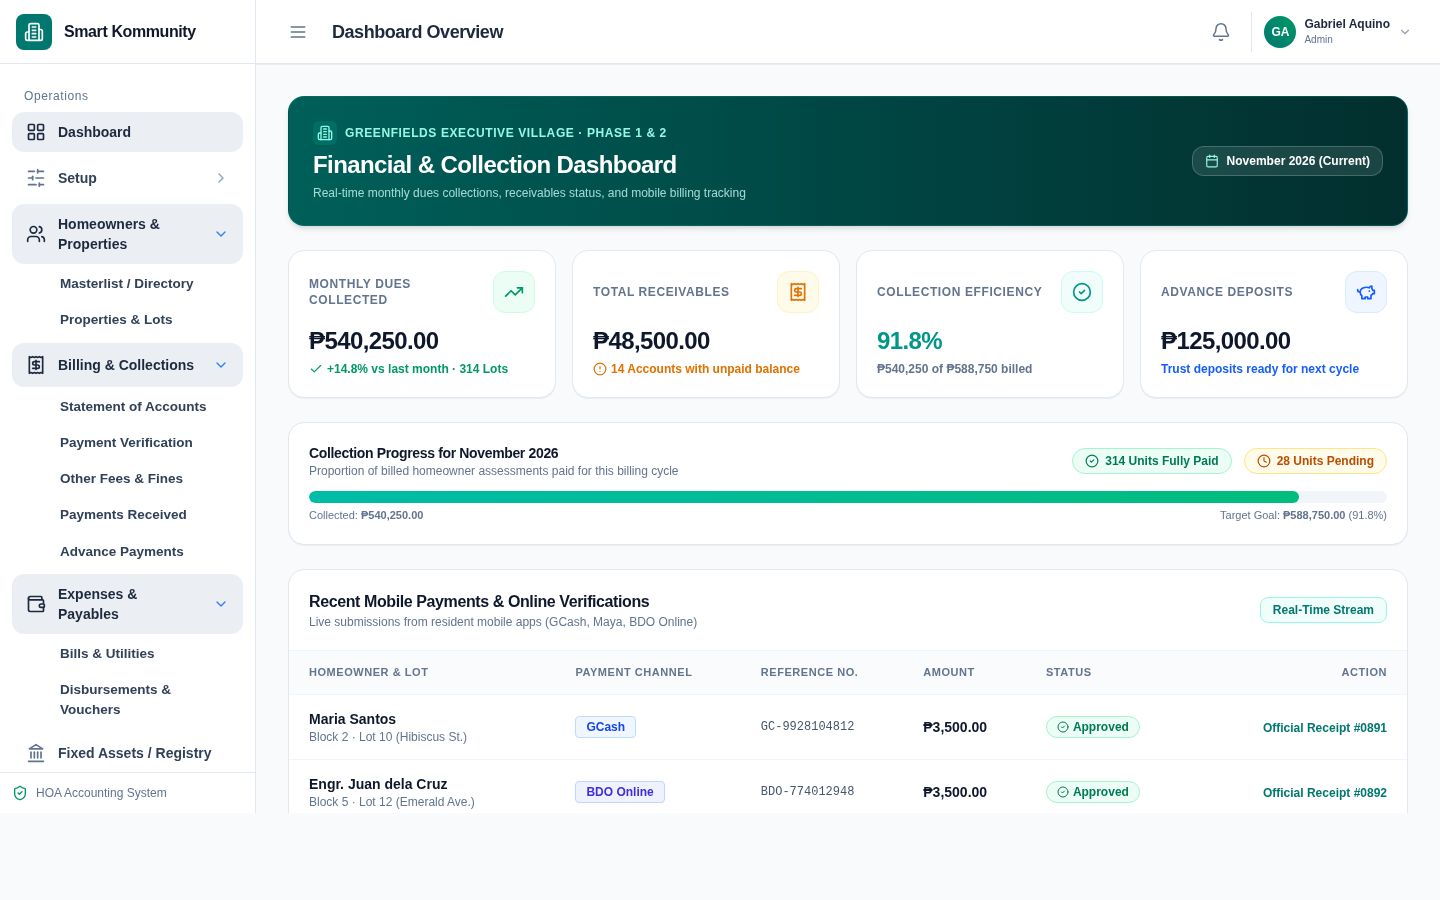 Smart Kommunity
Dashboard Overview
GA
Gabriel Aquino
Admin
Operations
Dashboard
Setup
Homeowners &
Properties
Masterlist / Directory
Properties & Lots
Billing & Collections
Statement of Accounts
Payment Verification
Other Fees & Fines
Payments Received
Advance Payments
Expenses &
Payables
Bills & Utilities
Disbursements &
Vouchers
Fixed Assets / Registry
HOA Accounting System
GREENFIELDS EXECUTIVE VILLAGE · PHASE 1 & 2
Financial & Collection Dashboard
Real-time monthly dues collections, receivables status, and mobile billing tracking
November 2026 (Current)
MONTHLY DUES
COLLECTED
₱540,250.00
+14.8% vs last month · 314 Lots
TOTAL RECEIVABLES
₱48,500.00
14 Accounts with unpaid balance
COLLECTION EFFICIENCY
91.8%
₱540,250 of ₱588,750 billed
ADVANCE DEPOSITS
₱125,000.00
Trust deposits ready for next cycle
Collection Progress for November 2026
Proportion of billed homeowner assessments paid for this billing cycle
314 Units Fully Paid
28 Units Pending
Collected: ₱540,250.00
Target Goal: ₱588,750.00 (91.8%)
Recent Mobile Payments & Online Verifications
Live submissions from resident mobile apps (GCash, Maya, BDO Online)
Real-Time Stream
HOMEOWNER & LOT PAYMENT CHANNEL REFERENCE NO. AMOUNT STATUS ACTION
Maria Santos
Block 2 · Lot 10 (Hibiscus St.)
GCash GC-9928104812 ₱3,500.00 Approved Official Receipt #0891
Engr. Juan dela Cruz
Block 5 · Lot 12 (Emerald Ave.)
BDO Online BDO-774012948 ₱3,500.00 Approved Official Receipt #0892